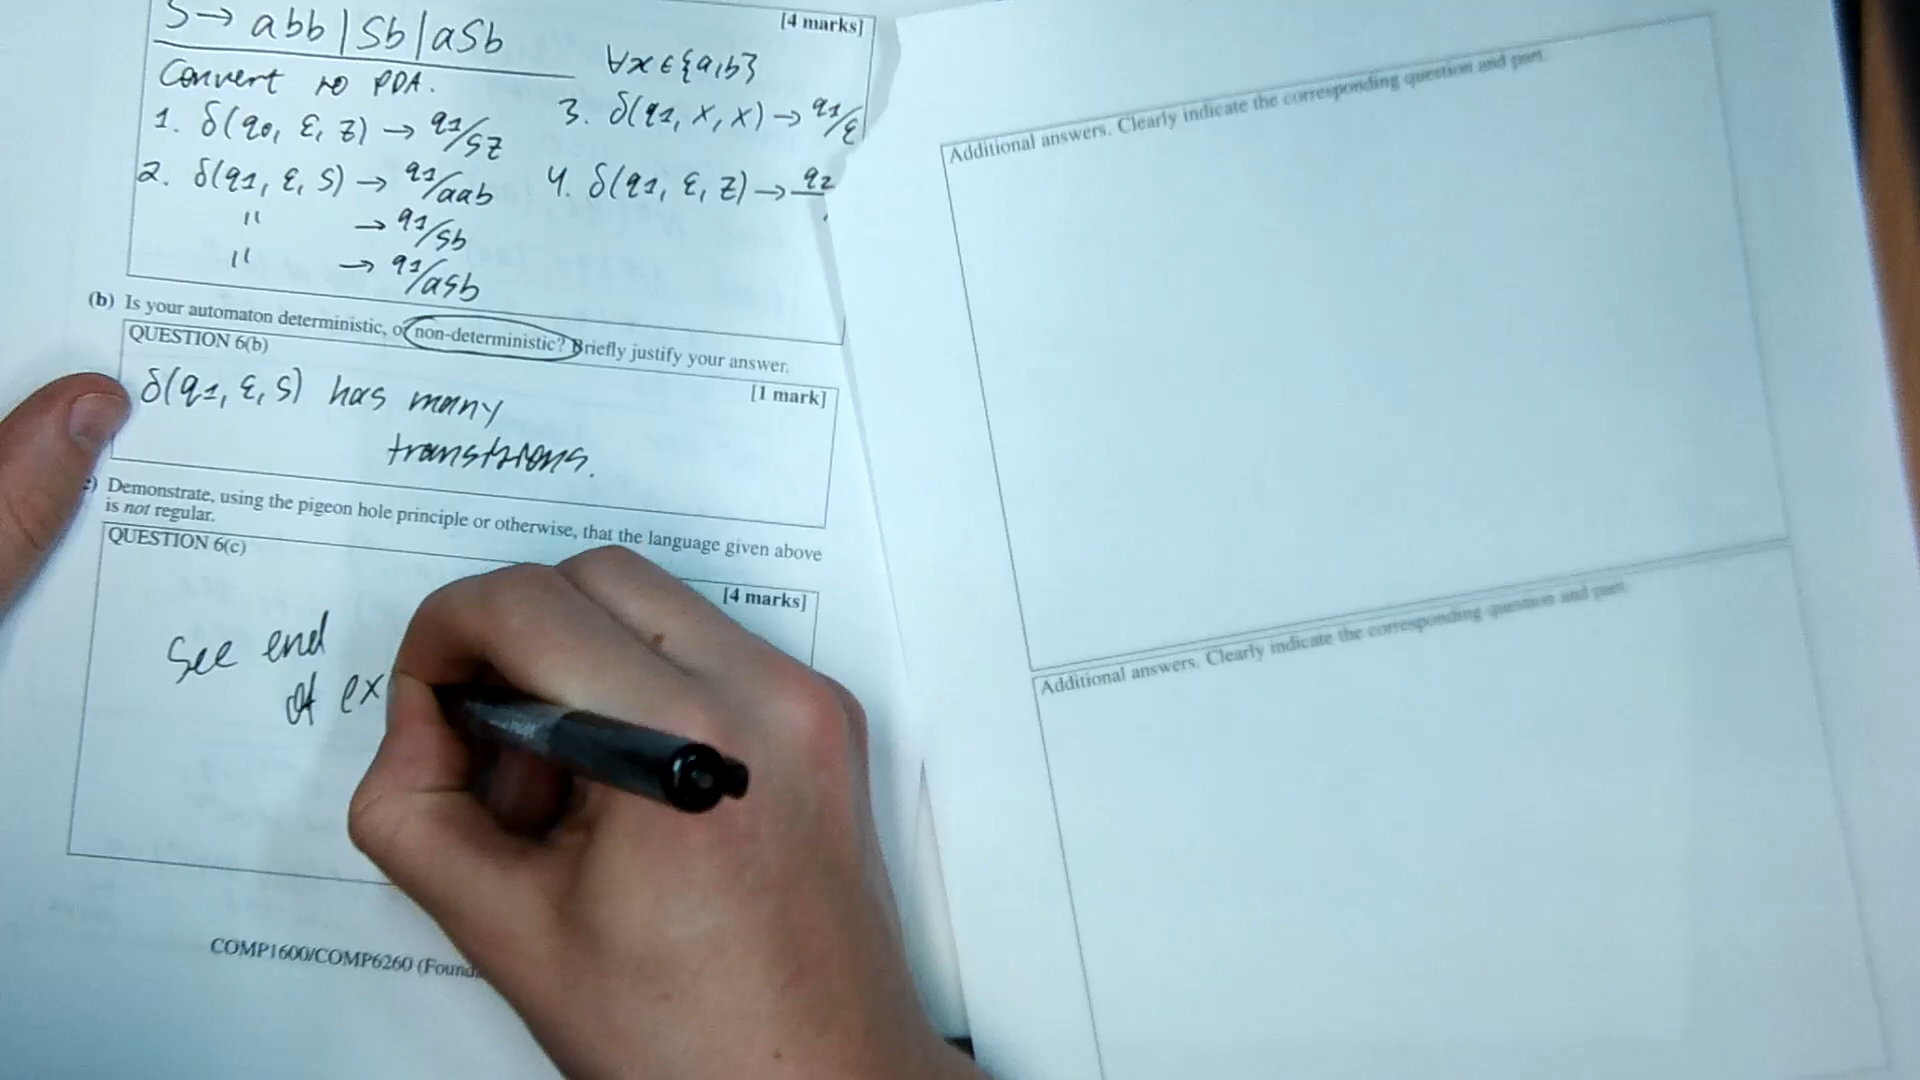 S → abb | Sb | aSb
[4 marks]
Convert to PDA.
1. δ(q0, ε, Z) → q1/SZ
2. δ(q1, ε, S) → q1/aab
" → q1/Sb
" → q1/aSb
∀x ∈ {a,b}
3. δ(q1, x, x) → q1/ε
4. δ(q1, ε, Z) → q2
(b) Is your automaton deterministic, or non-deterministic? Briefly justify your answer.
QUESTION 6(b)
[1 mark]
δ(q1, ε, S) has many
transitions.
) Demonstrate, using the pigeon hole principle or otherwise, that the language given above
is not regular.
QUESTION 6(c)
[4 marks]
See end
of ex
COMP1600/COMP6260 (Found
Additional answers. Clearly indicate the corresponding question and part.
Additional answers. Clearly indicate the corresponding question and part.